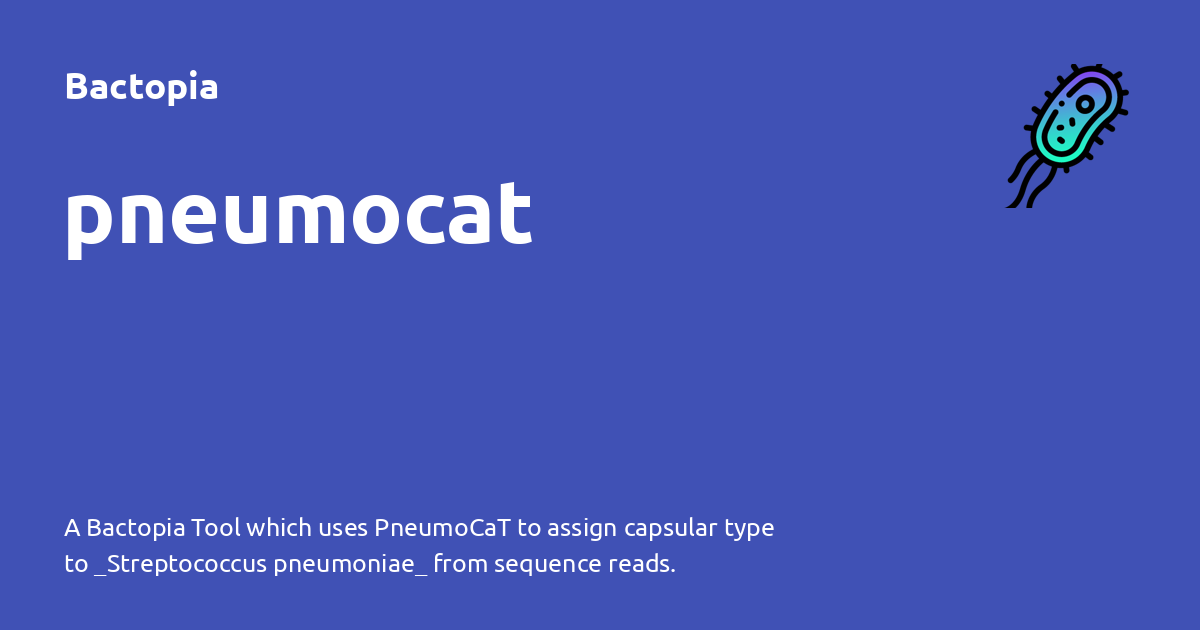 Bactopia
pneumocat
A Bactopia Tool which uses PneumoCaT to assign capsular type
to _Streptococcus pneumoniae_ from sequence reads.